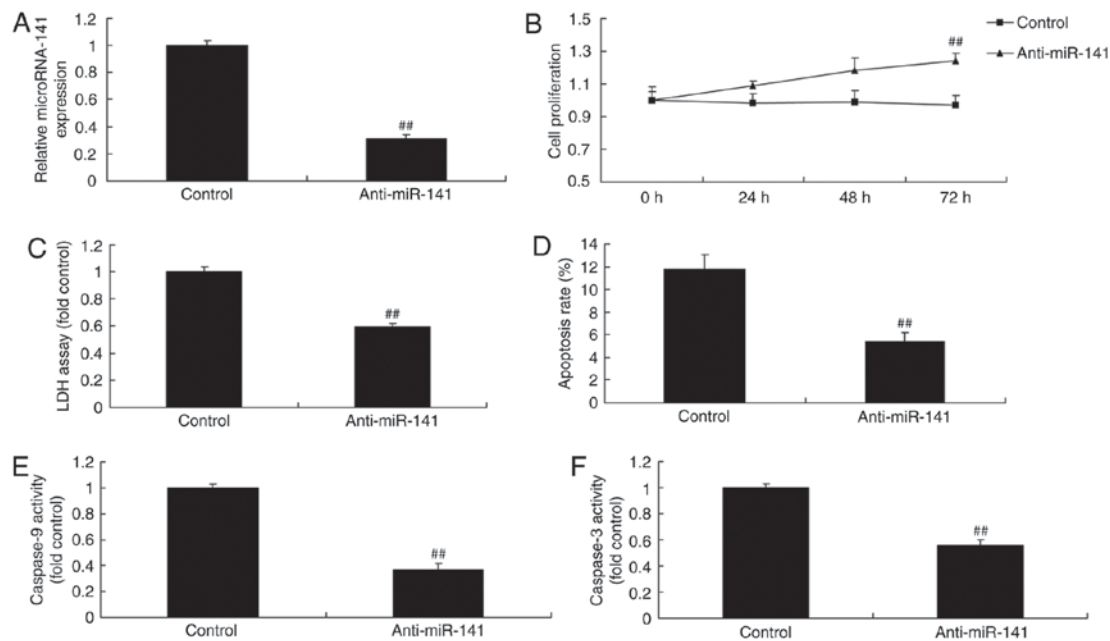 A
Relative microRNA-141
expression
1.2
1
0.8
0.6
0.4
0.2
0
##
Control
Anti-miR-141
B
Cell proliferation
1.5
1.3
1.1
0.9
0.7
0.5
##
0 h
24 h
48 h
72 h
Control
Anti-miR-141
C
LDH assay (fold control)
1.2
1
0.8
0.6
0.4
0.2
0
##
Control
Anti-miR-141
D
Apoptosis rate (%)
14
12
10
8
6
4
2
0
##
Control
Anti-miR-141
E
Caspase-9 activity
(fold control)
1.2
1
0.8
0.6
0.4
0.2
0
##
Control
Anti-miR-141
F
Caspase-3 activity
(fold control)
1.2
1
0.8
0.6
0.4
0.2
0
##
Control
Anti-miR-141